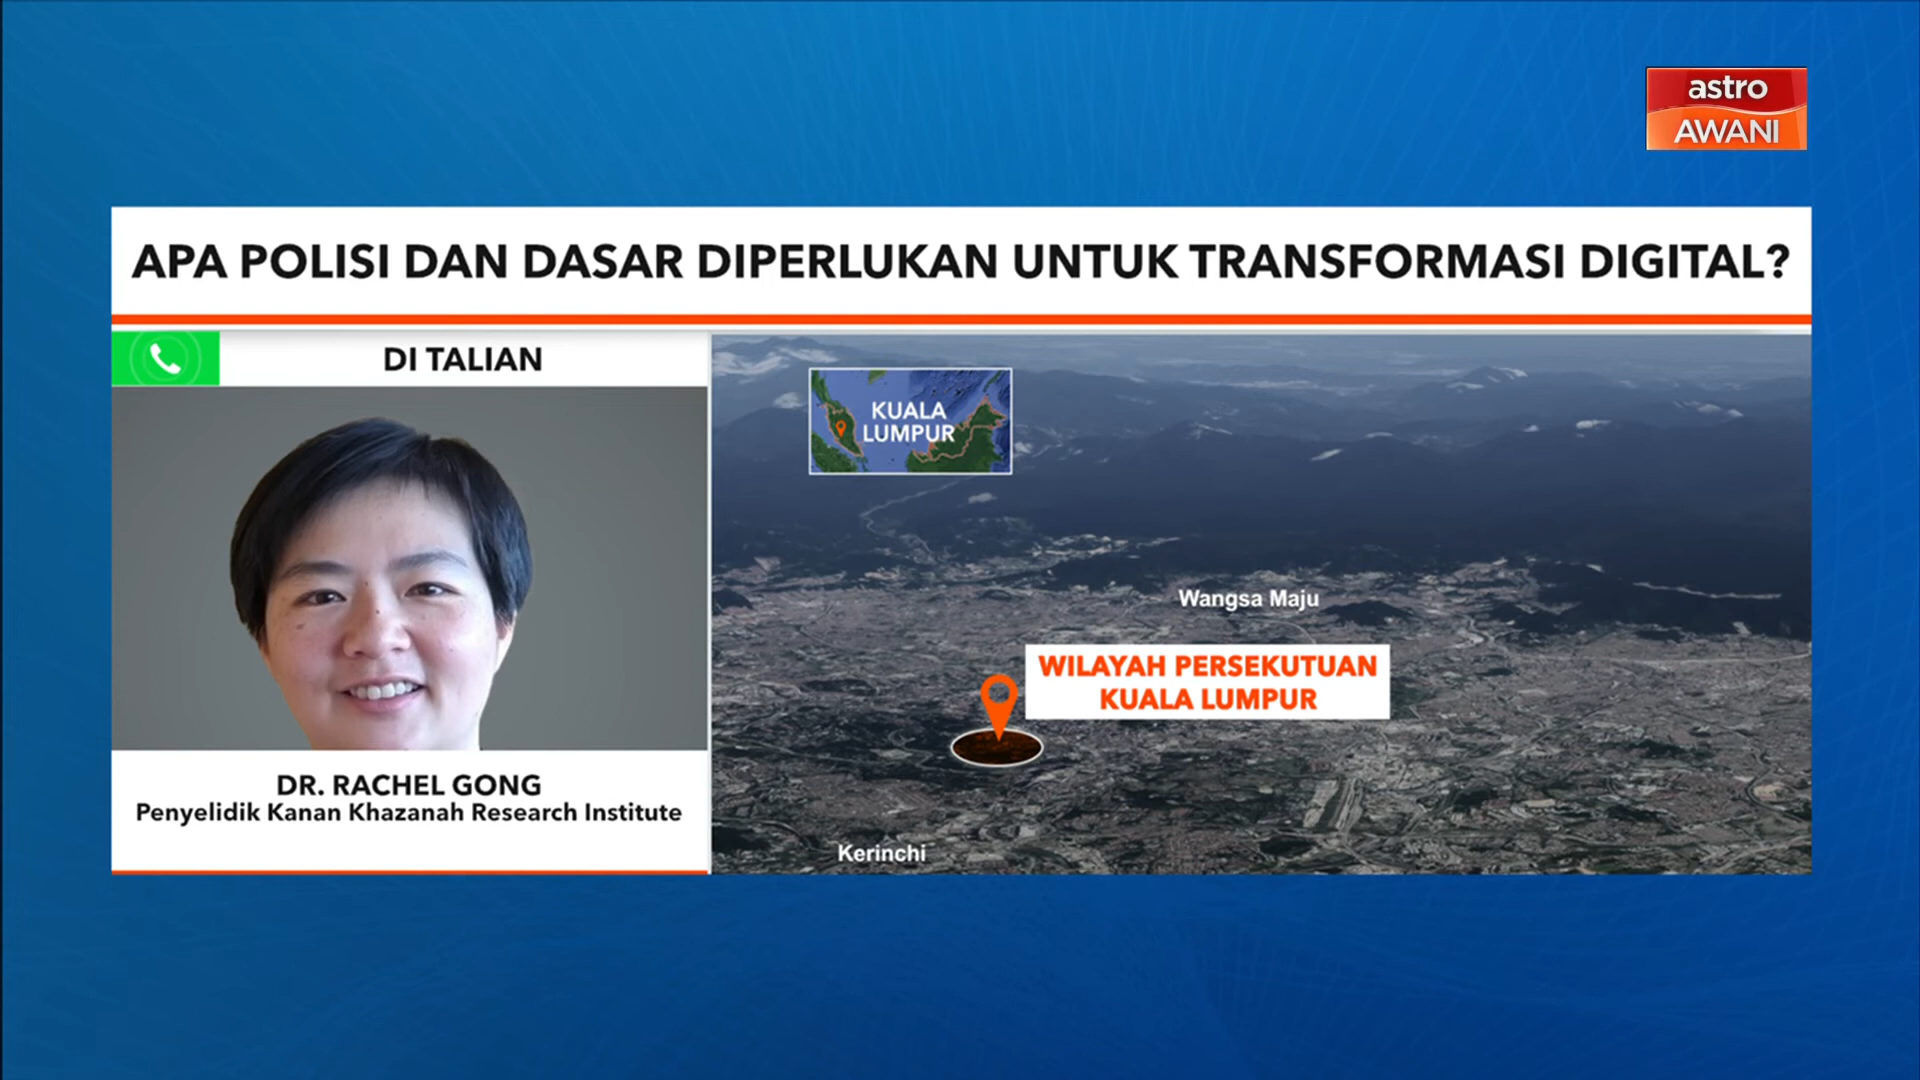 astro
AWANI
APA POLISI DAN DASAR DIPERLUKAN UNTUK TRANSFORMASI DIGITAL?
DI TALIAN
KUALA
LUMPUR
Wangsa Maju
WILAYAH PERSEKUTUAN
KUALA LUMPUR
Kerinchi
DR. RACHEL GONG
Penyelidik Kanan Khazanah Research Institute